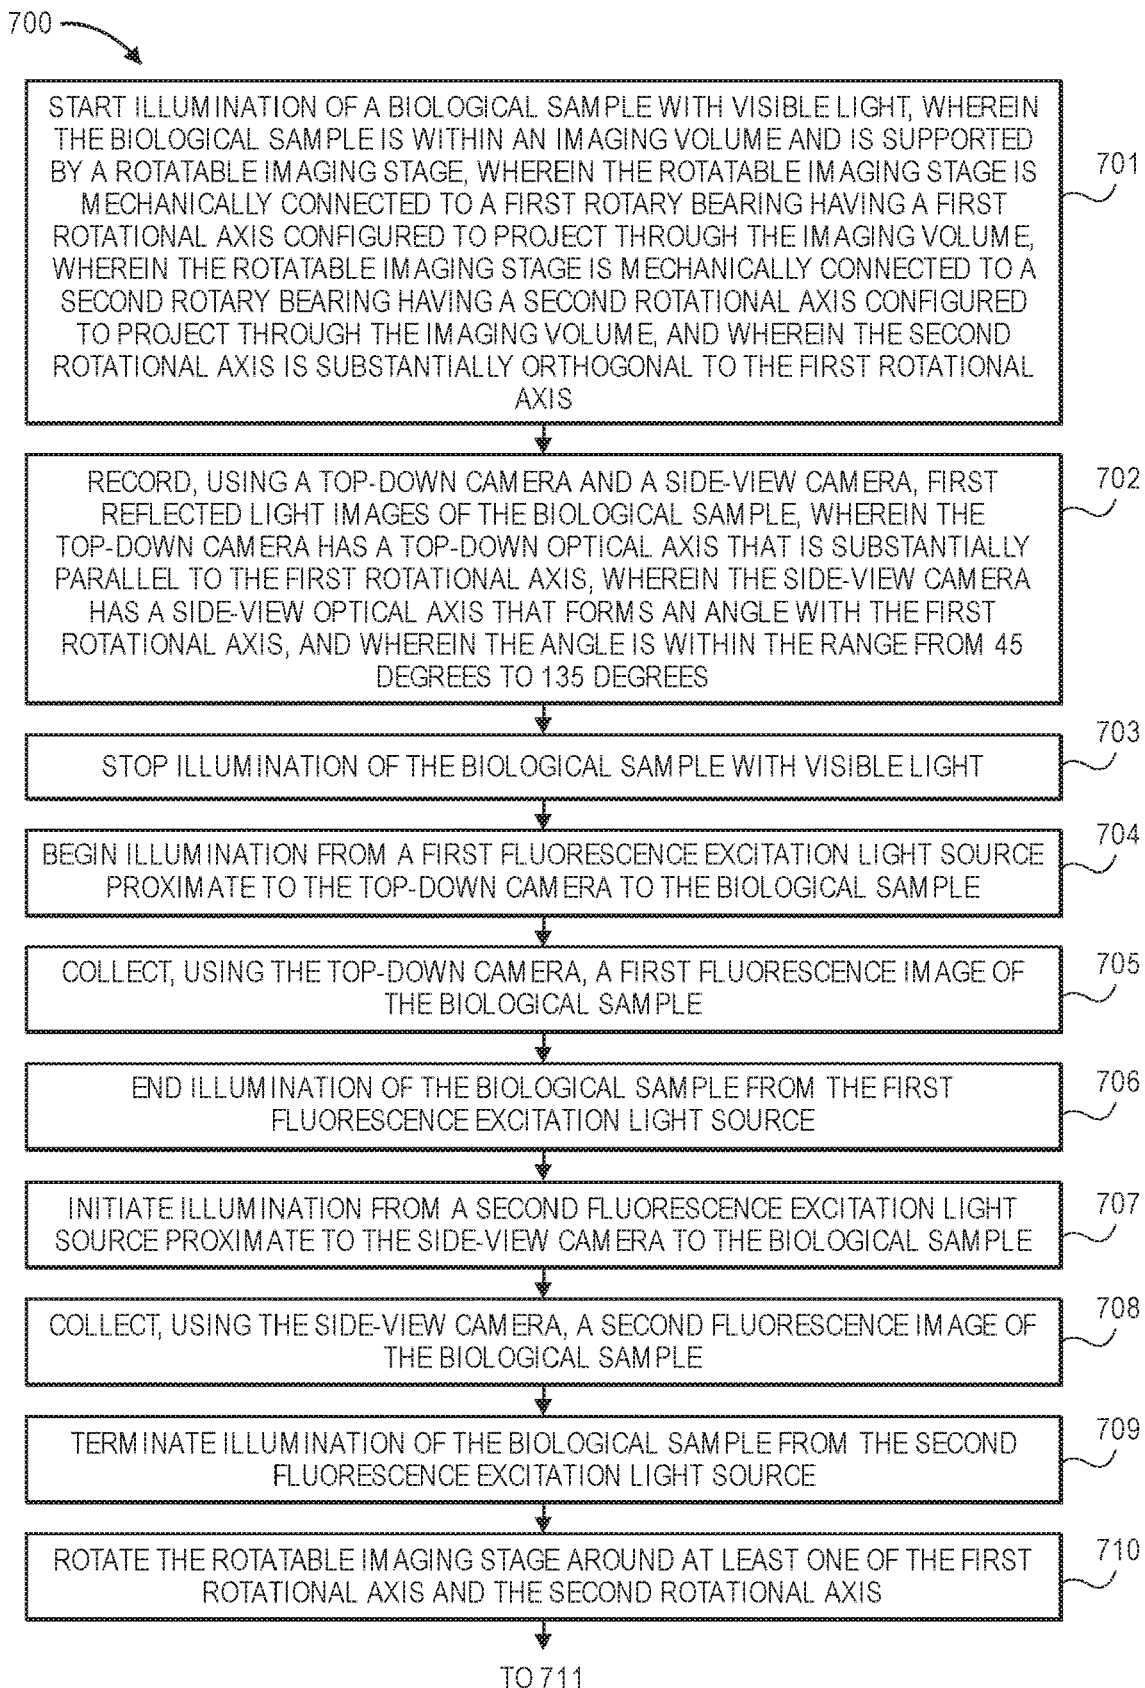 700
START ILLUMINATION OF A BIOLOGICAL SAMPLE WITH VISIBLE LIGHT, WHEREIN
THE BIOLOGICAL SAMPLE IS WITHIN AN IMAGING VOLUME AND IS SUPPORTED
BY A ROTATABLE IMAGING STAGE, WHEREIN THE ROTATABLE IMAGING STAGE IS
MECHANICALLY CONNECTED TO A FIRST ROTARY BEARING HAVING A FIRST
ROTATIONAL AXIS CONFIGURED TO PROJECT THROUGH THE IMAGING VOLUME,
WHEREIN THE ROTATABLE IMAGING STAGE IS MECHANICALLY CONNECTED TO A
SECOND ROTARY BEARING HAVING A SECOND ROTATIONAL AXIS CONFIGURED
TO PROJECT THROUGH THE IMAGING VOLUME, AND WHEREIN THE SECOND
ROTATIONAL AXIS IS SUBSTANTIALLY ORTHOGONAL TO THE FIRST ROTATIONAL
AXIS
701
RECORD, USING A TOP-DOWN CAMERA AND A SIDE-VIEW CAMERA, FIRST
REFLECTED LIGHT IMAGES OF THE BIOLOGICAL SAMPLE, WHEREIN THE
TOP-DOWN CAMERA HAS A TOP-DOWN OPTICAL AXIS THAT IS SUBSTANTIALLY
PARALLEL TO THE FIRST ROTATIONAL AXIS, WHEREIN THE SIDE-VIEW CAMERA
HAS A SIDE-VIEW OPTICAL AXIS THAT FORMS AN ANGLE WITH THE FIRST
ROTATIONAL AXIS, AND WHEREIN THE ANGLE IS WITHIN THE RANGE FROM 45
DEGREES TO 135 DEGREES
702
STOP ILLUMINATION OF THE BIOLOGICAL SAMPLE WITH VISIBLE LIGHT
703
BEGIN ILLUMINATION FROM A FIRST FLUORESCENCE EXCITATION LIGHT SOURCE
PROXIMATE TO THE TOP-DOWN CAMERA TO THE BIOLOGICAL SAMPLE
704
COLLECT, USING THE TOP-DOWN CAMERA, A FIRST FLUORESCENCE IMAGE OF
THE BIOLOGICAL SAMPLE
705
END ILLUMINATION OF THE BIOLOGICAL SAMPLE FROM THE FIRST
FLUORESCENCE EXCITATION LIGHT SOURCE
706
INITIATE ILLUMINATION FROM A SECOND FLUORESCENCE EXCITATION LIGHT
SOURCE PROXIMATE TO THE SIDE-VIEW CAMERA TO THE BIOLOGICAL SAMPLE
707
COLLECT, USING THE SIDE-VIEW CAMERA, A SECOND FLUORESCENCE IMAGE OF
THE BIOLOGICAL SAMPLE
708
TERMINATE ILLUMINATION OF THE BIOLOGICAL SAMPLE FROM THE SECOND
FLUORESCENCE EXCITATION LIGHT SOURCE
709
ROTATE THE ROTATABLE IMAGING STAGE AROUND AT LEAST ONE OF THE FIRST
ROTATIONAL AXIS AND THE SECOND ROTATIONAL AXIS
710
TO 711